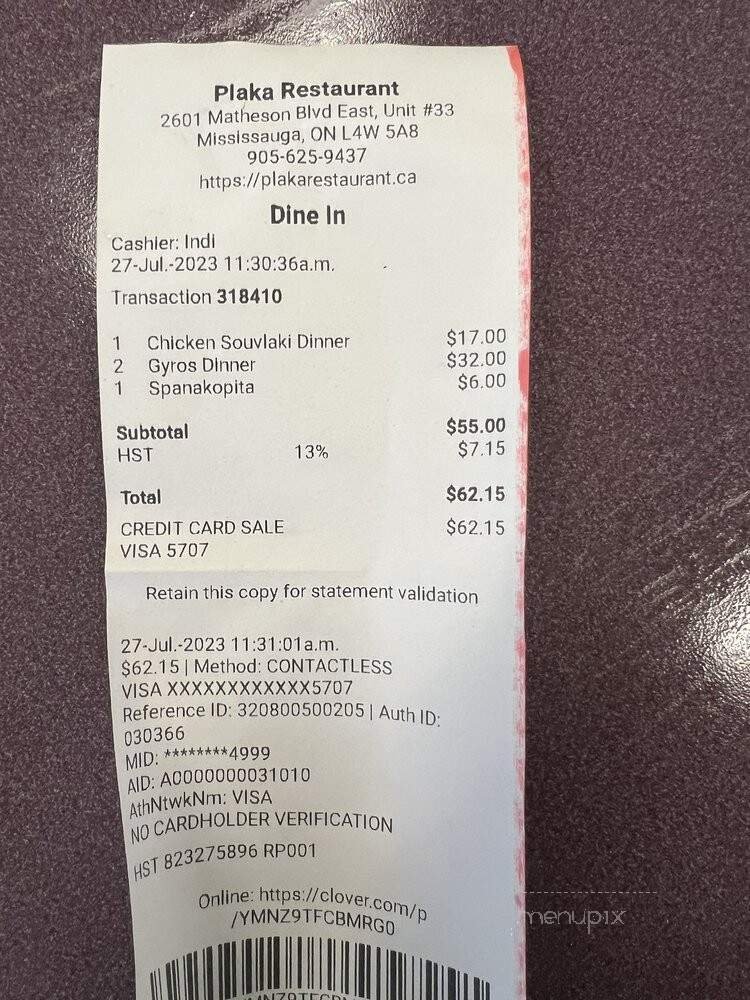 Plaka Restaurant
2601 Matheson Blvd East, Unit #33
Mississauga, ON L4W 5A8
905-625-9437
https://plakarestaurant.ca
Dine In
Cashier: Indi
27-Jul.-2023 11:30:36a.m.
Transaction 318410
1 Chicken Souvlaki Dinner $17.00
2 Gyros Dinner $32.00
1 Spanakopita $6.00
Subtotal $55.00
HST 13% $7.15
Total $62.15
CREDIT CARD SALE $62.15
VISA 5707
Retain this copy for statement validation
27-Jul.-2023 11:31:01a.m.
$62.15 | Method: CONTACTLESS
VISA XXXXXXXXXXXX5707
Reference ID: 320800500205 | Auth ID:
030366
MID: ********4999
AID: A0000000031010
AthNtwkNm: VISA
NO CARDHOLDER VERIFICATION
HST 823275896 RP001
Online: https://clover.com/p
/YMNZ9TFCBMRG0
menupix